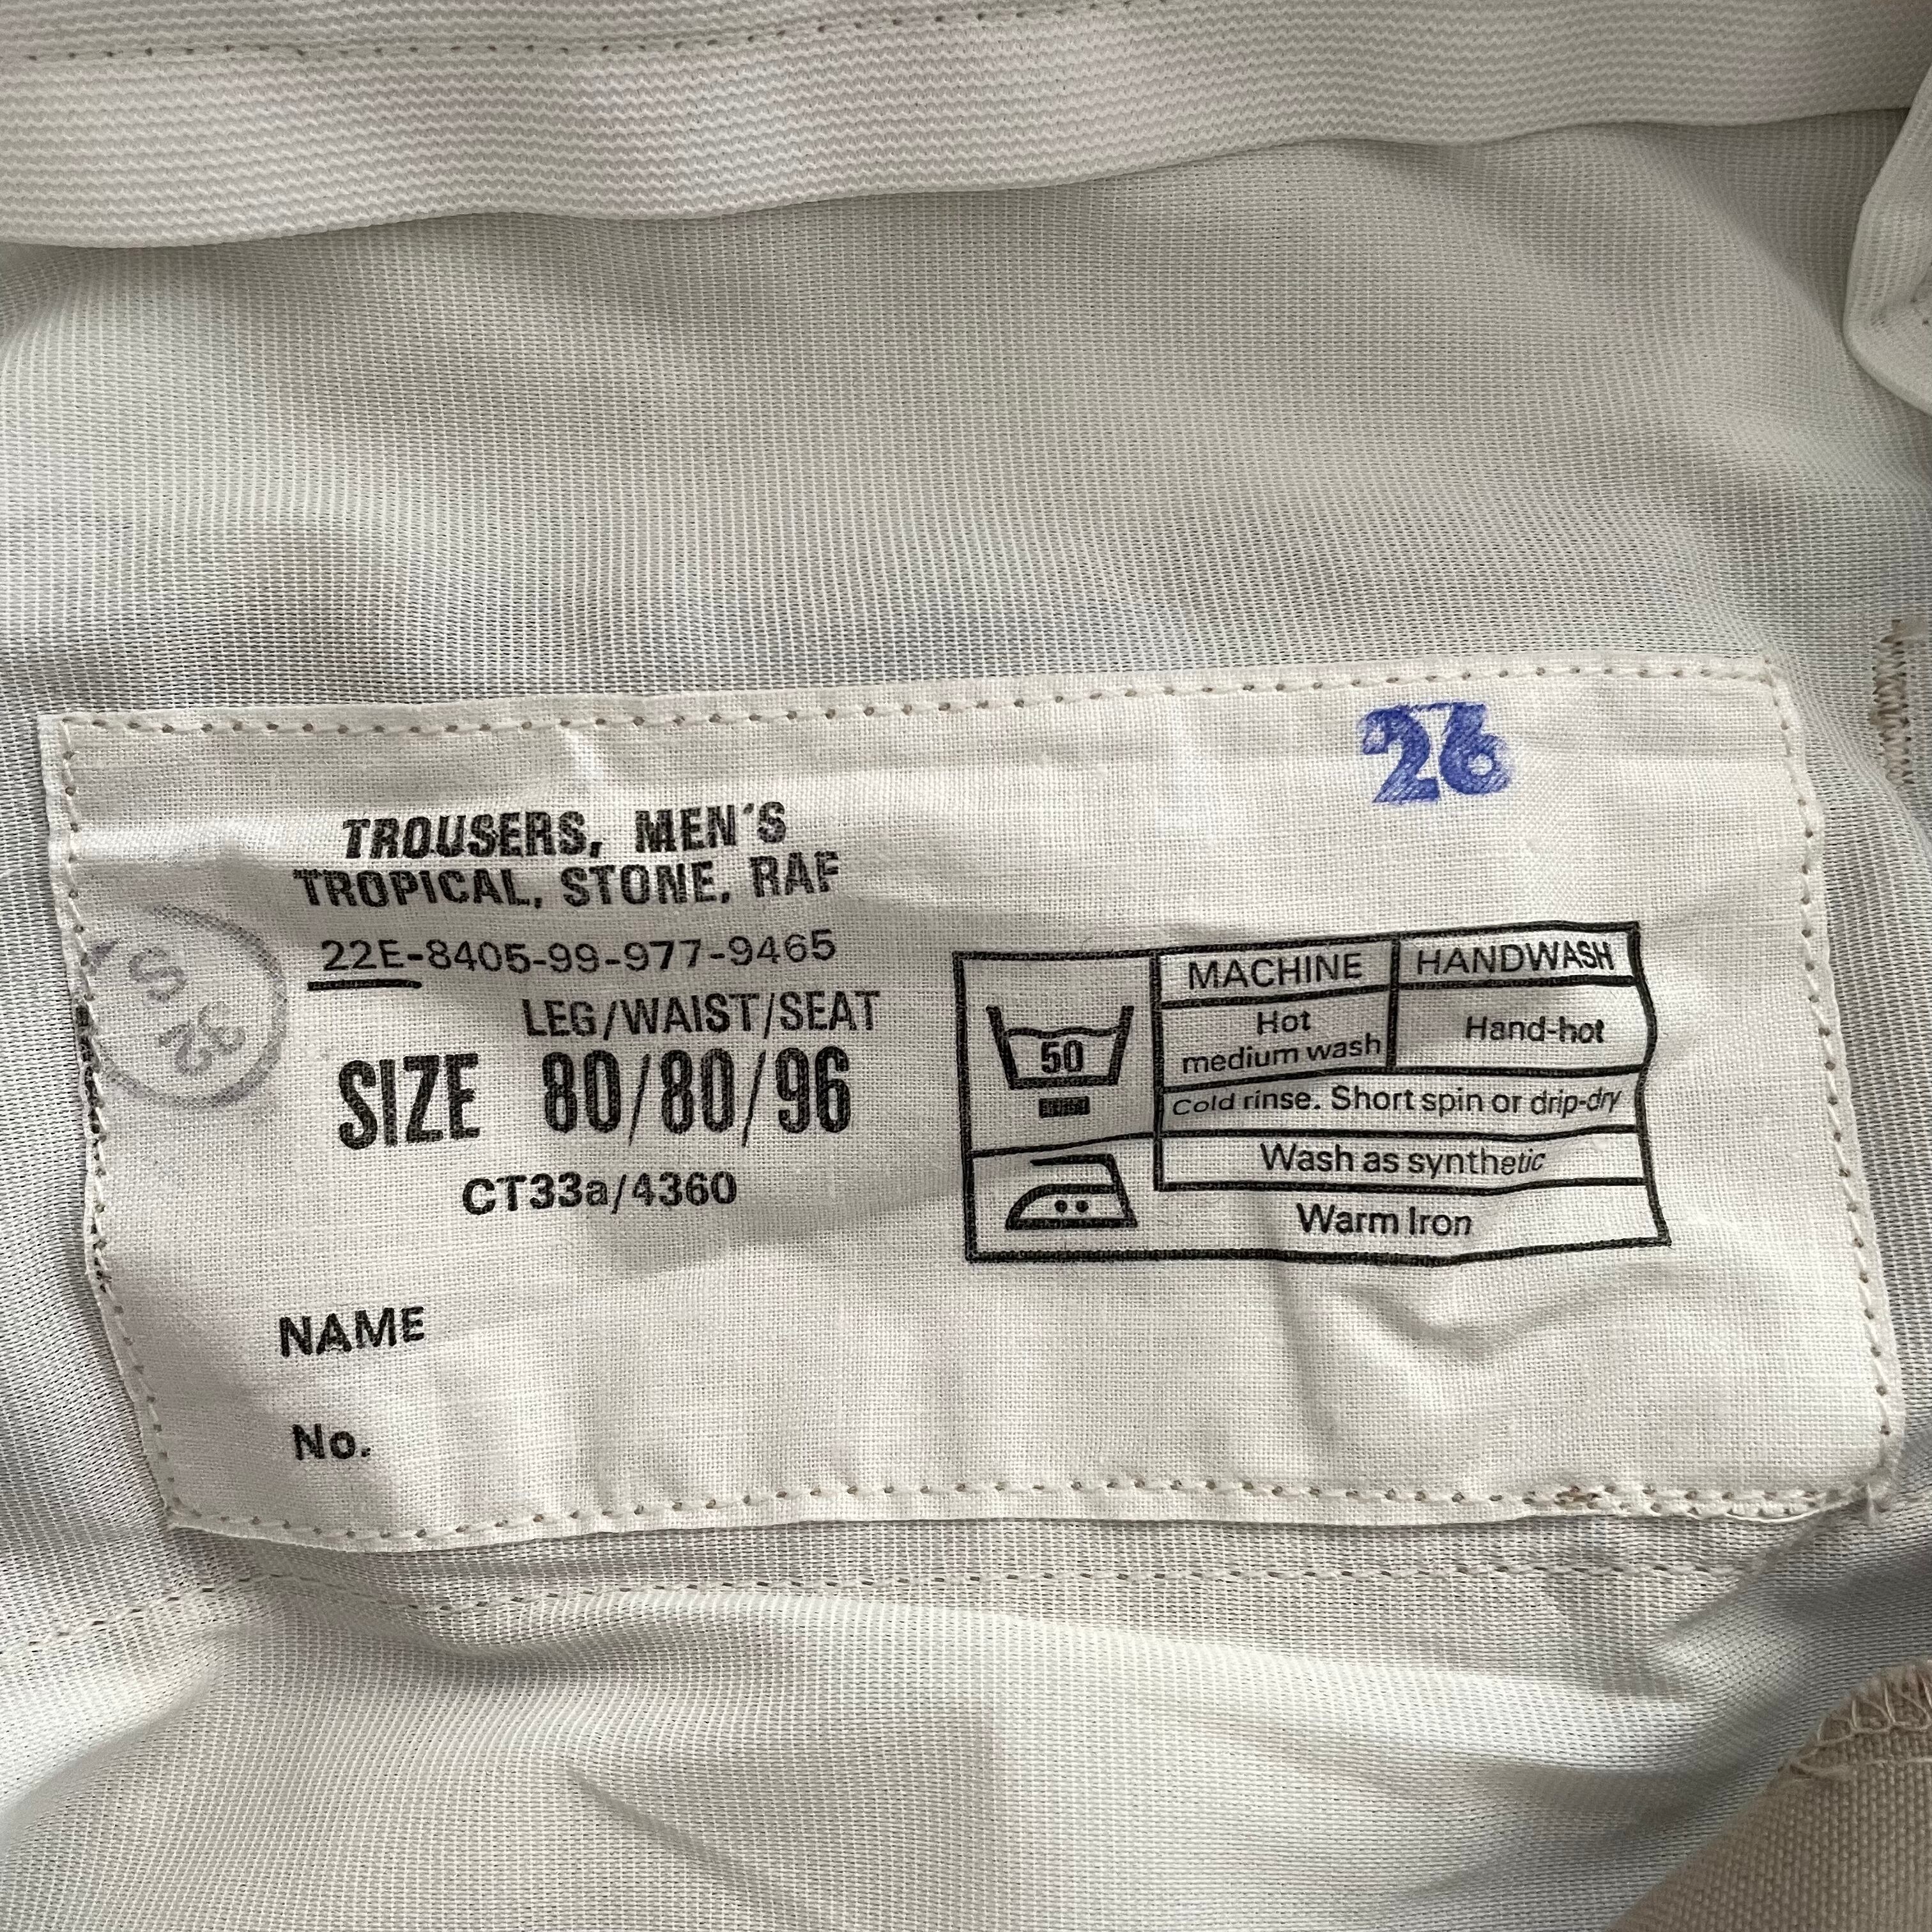 26
TROUSERS, MEN'S
TROPICAL, STONE, RAF
22E-8405-99-977-9465
LEG/WAIST/SEAT
SIZE 80/80/96
CT33a/4360
NAME
No.
S
32
MACHINE HANDWASH
50
Hot
medium wash
Hand-hot
Cold rinse. Short spin or drip-dry
Wash as synthetic
Warm Iron